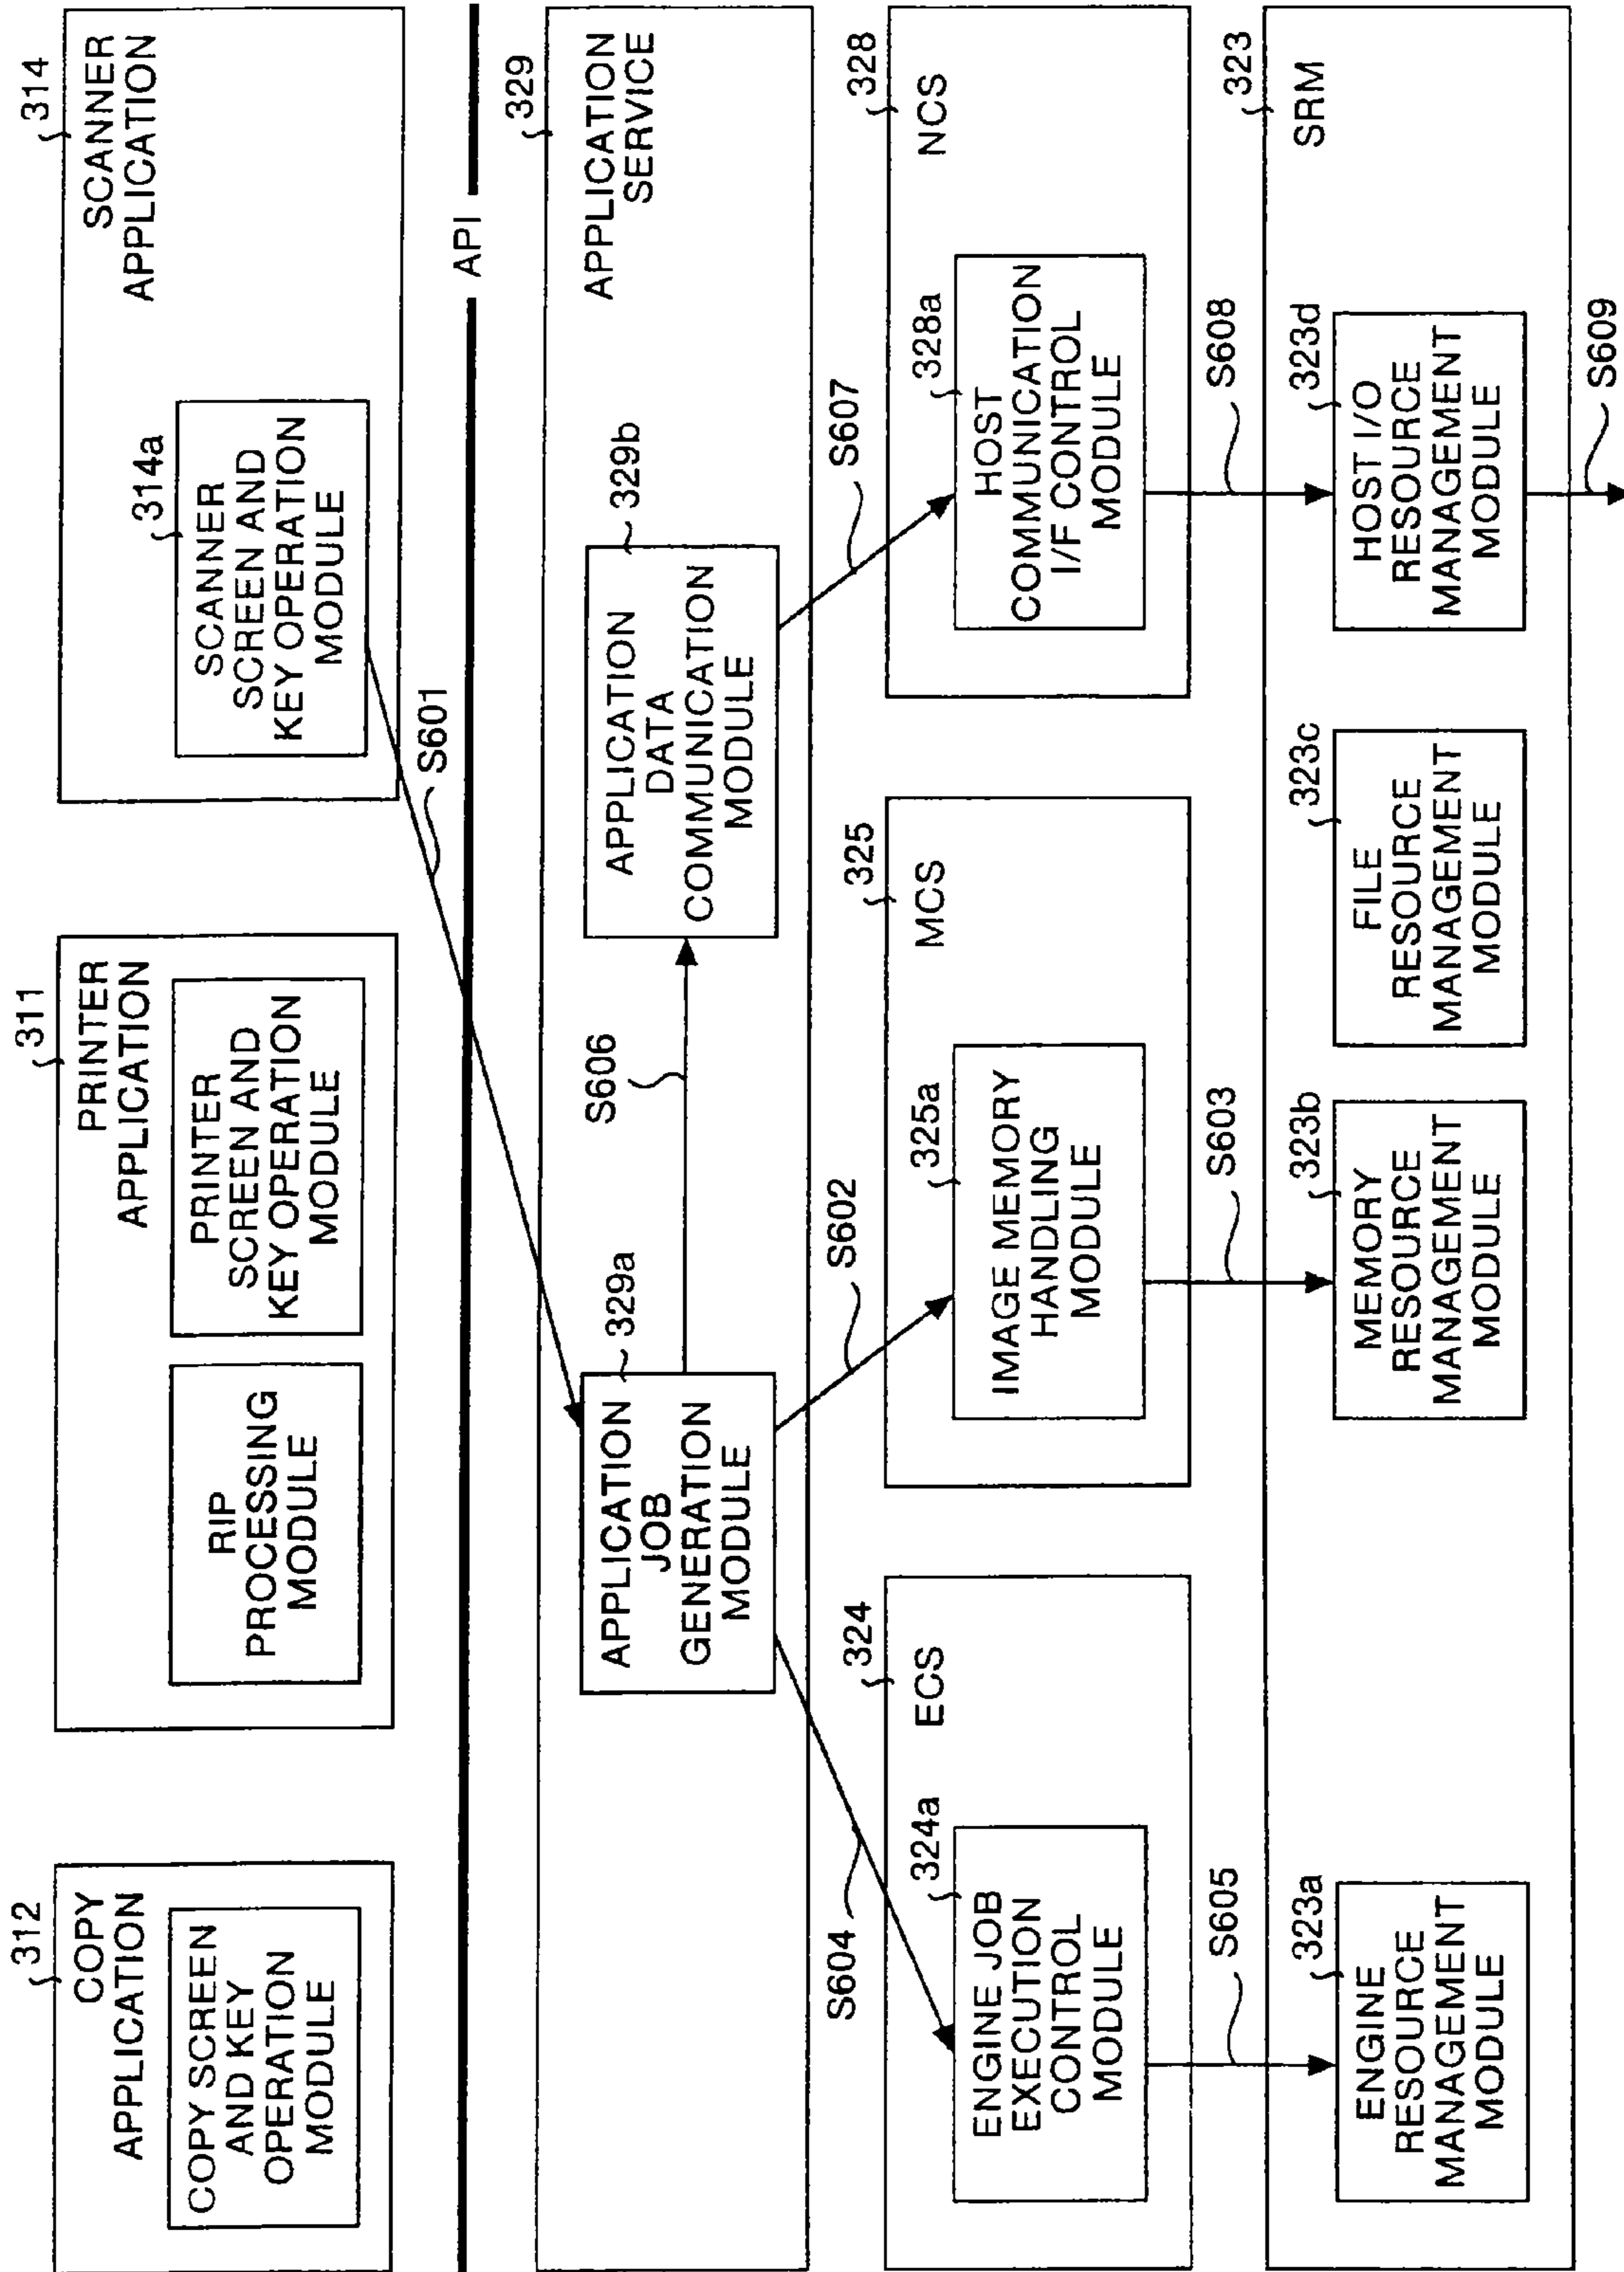 312
COPY
APPLICATION
COPY SCREEN
AND KEY
OPERATION
MODULE
311
PRINTER
APPLICATION
RIP
PROCESSING
MODULE
PRINTER
SCREEN AND
KEY OPERATION
MODULE
314
SCANNER
APPLICATION
314a
SCANNER
SCREEN AND
KEY OPERATION
MODULE
S601
API
329
APPLICATION
SERVICE
329a
APPLICATION
JOB
GENERATION
MODULE
S606
329b
APPLICATION
DATA
COMMUNICATION
MODULE
S604
S602
S607
324
ECS
324a
ENGINE JOB
EXECUTION
CONTROL
MODULE
325
MCS
325a
IMAGE MEMORY
HANDLING
MODULE
328
NCS
328a
HOST
COMMUNICATION
I/F CONTROL
MODULE
S605
S603
S608
323
SRM
323a
ENGINE
RESOURCE
MANAGEMENT
MODULE
323b
MEMORY
RESOURCE
MANAGEMENT
MODULE
323c
FILE
RESOURCE
MANAGEMENT
MODULE
323d
HOST I/O
RESOURCE
MANAGEMENT
MODULE
S609